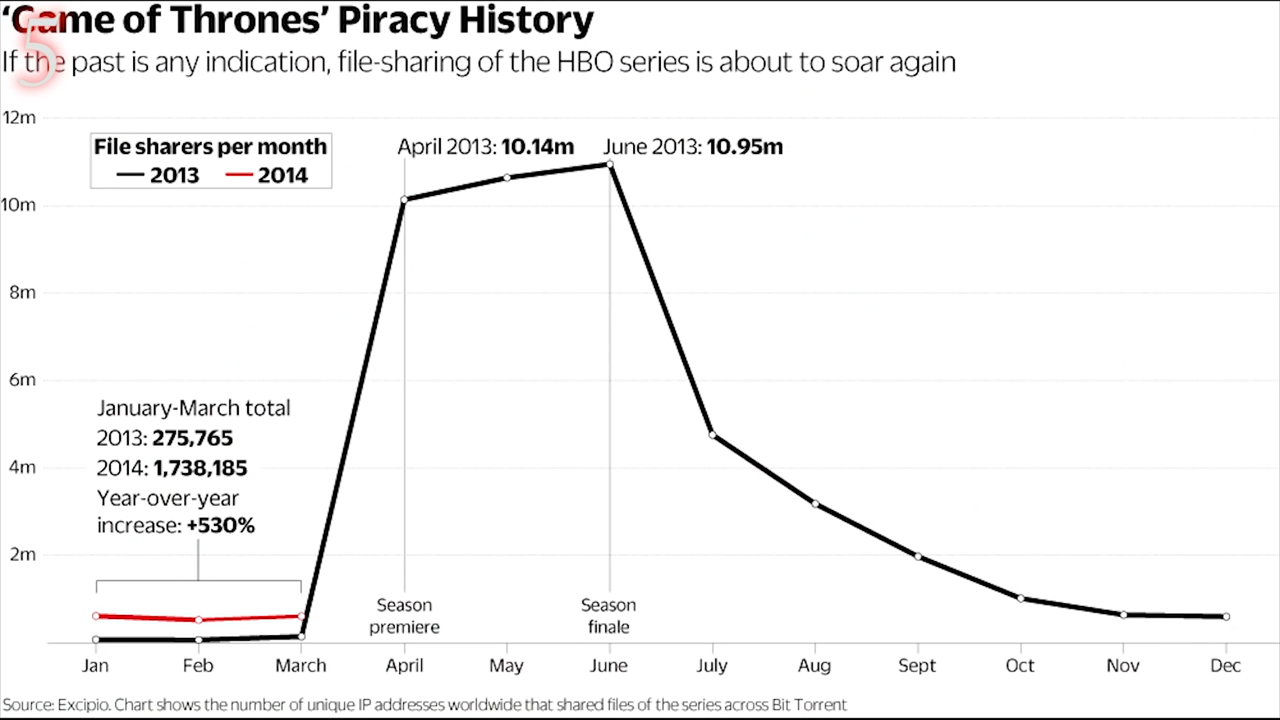 ‘Game of Thrones’ Piracy History
5
If the past is any indication, file-sharing of the HBO series is about to soar again
12m
File sharers per month
2013 2014
April 2013: 10.14m
June 2013: 10.95m
10m
8m
6m
January-March total
2013: 275,765
2014: 1,738,185
Year-over-year
increase: +530%
4m
2m
Season
premiere
Season
finale
Jan Feb March April May June July Aug Sept Oct Nov Dec
Source: Excipio. Chart shows the number of unique IP addresses worldwide that shared files of the series across Bit Torrent